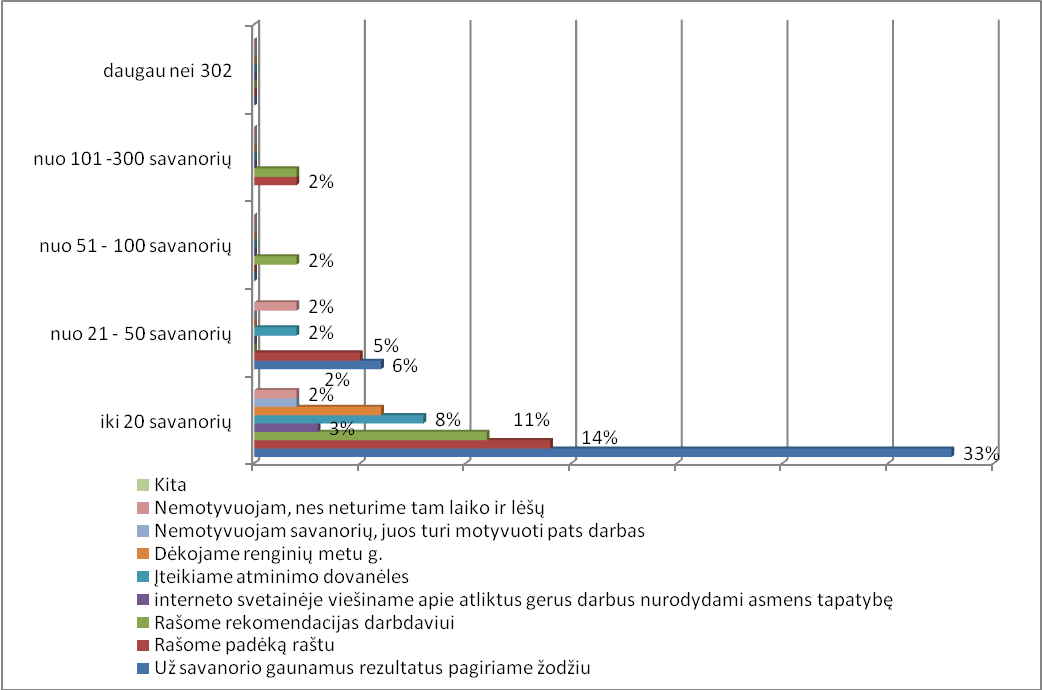 daugau nei 302
nuo 101 -300 savanorių
2%
nuo 51 - 100 savanorių
2%
2%
nuo 21 - 50 savanorių
2%
5%
6%
2%
2%
iki 20 savanorių
8%
11%
3%
14%
33%
Kita
Nemotyvuojam, nes neturime tam laiko ir lėšų
Nemotyvuojam savanorių, juos turi motyvuoti pats darbas
Dėkojame renginių metu g.
Įteikiame atminimo dovanėles
interneto svetainėje viešiname apie atliktus gerus darbus nurodydami asmens tapatybę
Rašome rekomendacijas darbdaviui
Rašome padėką raštu
Už savanorio gaunamus rezultatus pagiriame žodžiu